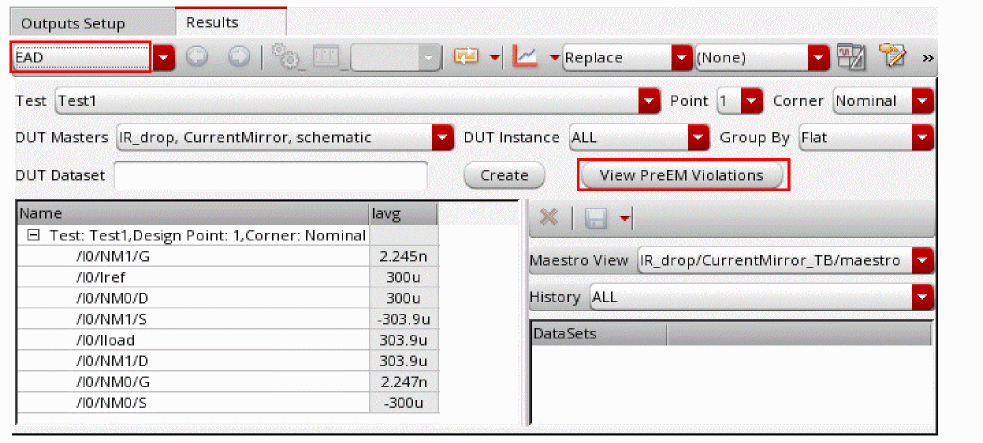 Outputs Setup Results
EAD Replace (None) »
Test Test1 Point 1 Corner Nominal
DUT Masters IR_drop, CurrentMirror, schematic DUT Instance ALL Group By Flat
DUT Dataset Create View PreEM Violations
Name Iavg
Test: Test1,Design Point: 1,Corner: Nominal
/I0/NM1/G 2.245n
/I0/Iref 300u
/I0/NM0/D 300u
/I0/NM1/S -303.9u
/I0/Iload 303.9u
/I0/NM1/D 303.9u
/I0/NM0/G 2.247n
/I0/NM0/S -300u
Maestro View IR_drop/CurrentMirror_TB/maestro
History ALL
DataSets